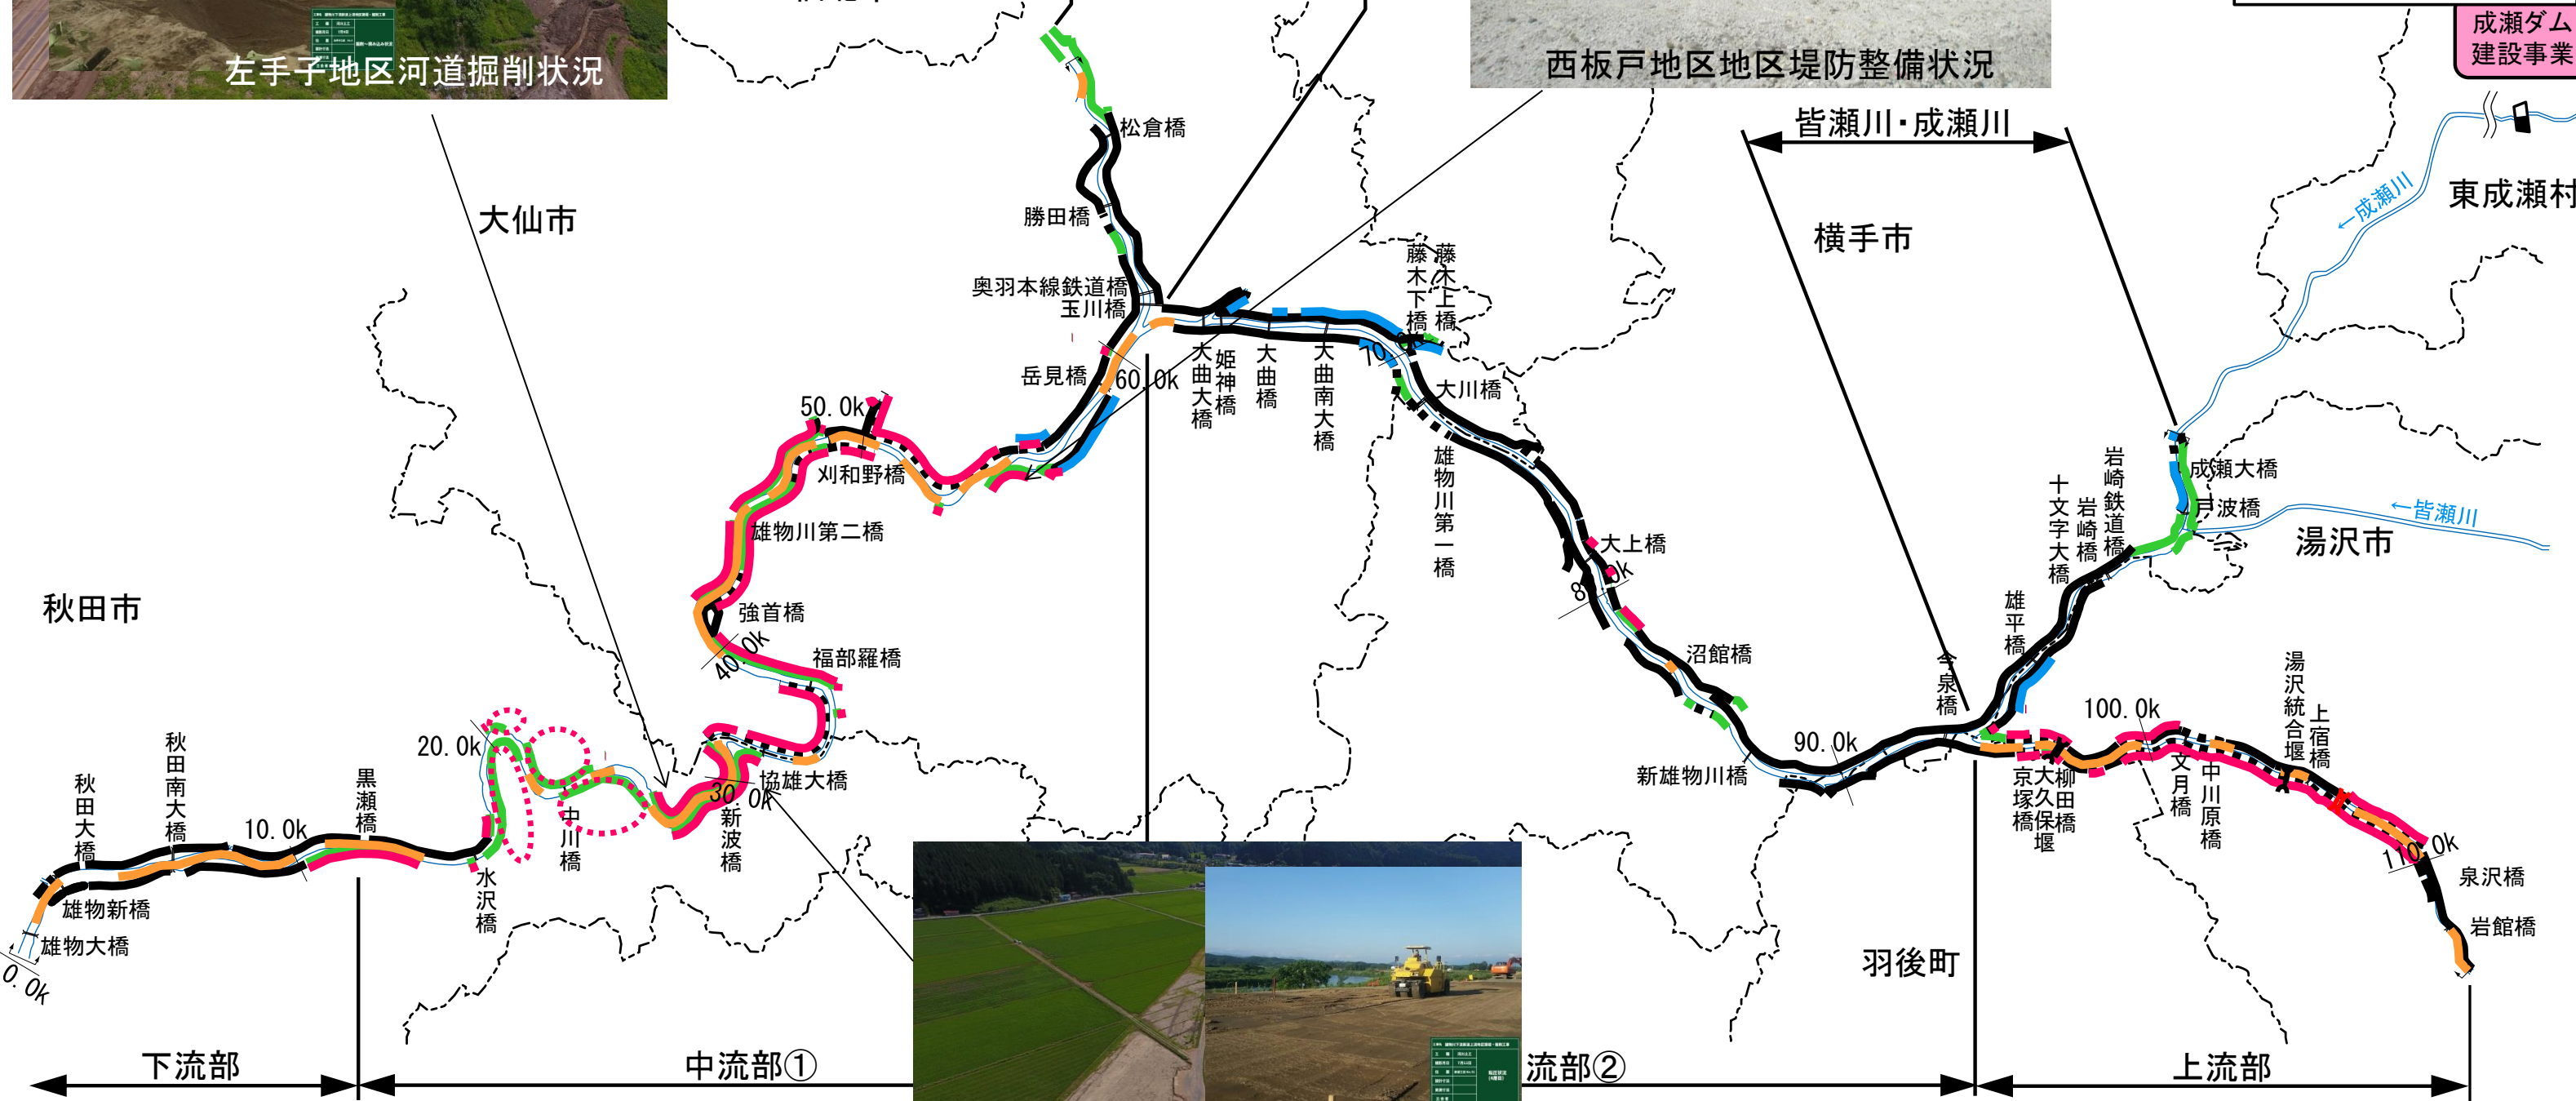 左手子地区河道掘削状況
西板戸地区地区堤防整備状況
成瀬ダム
建設事業
皆瀬川・成瀬川
松倉橋
←成瀬川
東成瀬村
大仙市
勝田橋
横手市
藤木下橋
藤木上橋
奥羽本線鉄道橋
玉川橋
岳見橋
60.0k
大曲大橋
姫神橋
大曲橋
大曲南大橋
大川橋
50.0k
刈和野橋
雄物川第二橋
雄物川第一橋
大上橋
十文字大橋
岩崎橋
岩崎鉄道橋
成瀬大橋
戸波橋
←皆瀬川
湯沢市
秋田市
強首橋
40.0k
福部羅橋
沼館橋
雄平橋
今泉橋
20.0k
協雄大橋
30.0k
新波橋
中川橋
90.0k
新雄物川橋
100.0k
京塚橋
大久保堰
柳田橋
文月橋
中川原橋
湯沢統合堰
上宿橋
110.0k
泉沢橋
岩館橋
秋田大橋
秋田南大橋
10.0k
黒瀬橋
水沢橋
雄物新橋
雄物大橋
0.0k
羽後町
下流部
中流部①
流部②
上流部